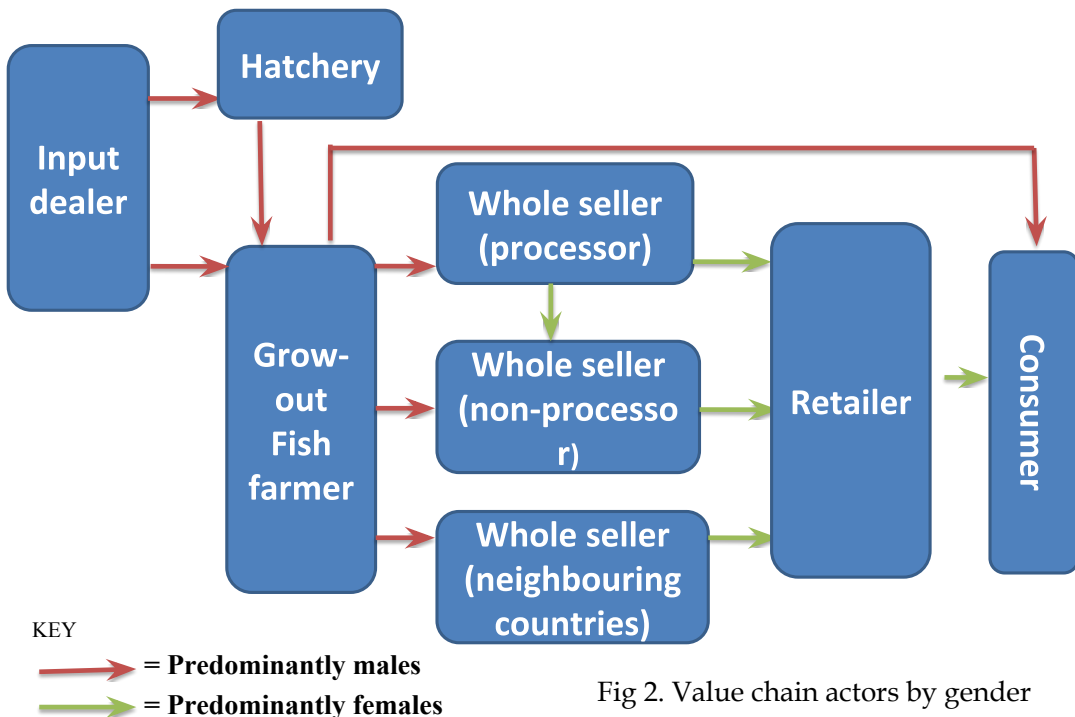 Hatchery
Input
dealer
Whole seller
(processor)
Grow-
out
Fish
farmer
Whole seller
(non-processo
r)
Whole seller
(neighbouring
countries)
Retailer
Consumer
KEY
= Predominantly males
= Predominantly females
Fig 2. Value chain actors by gender